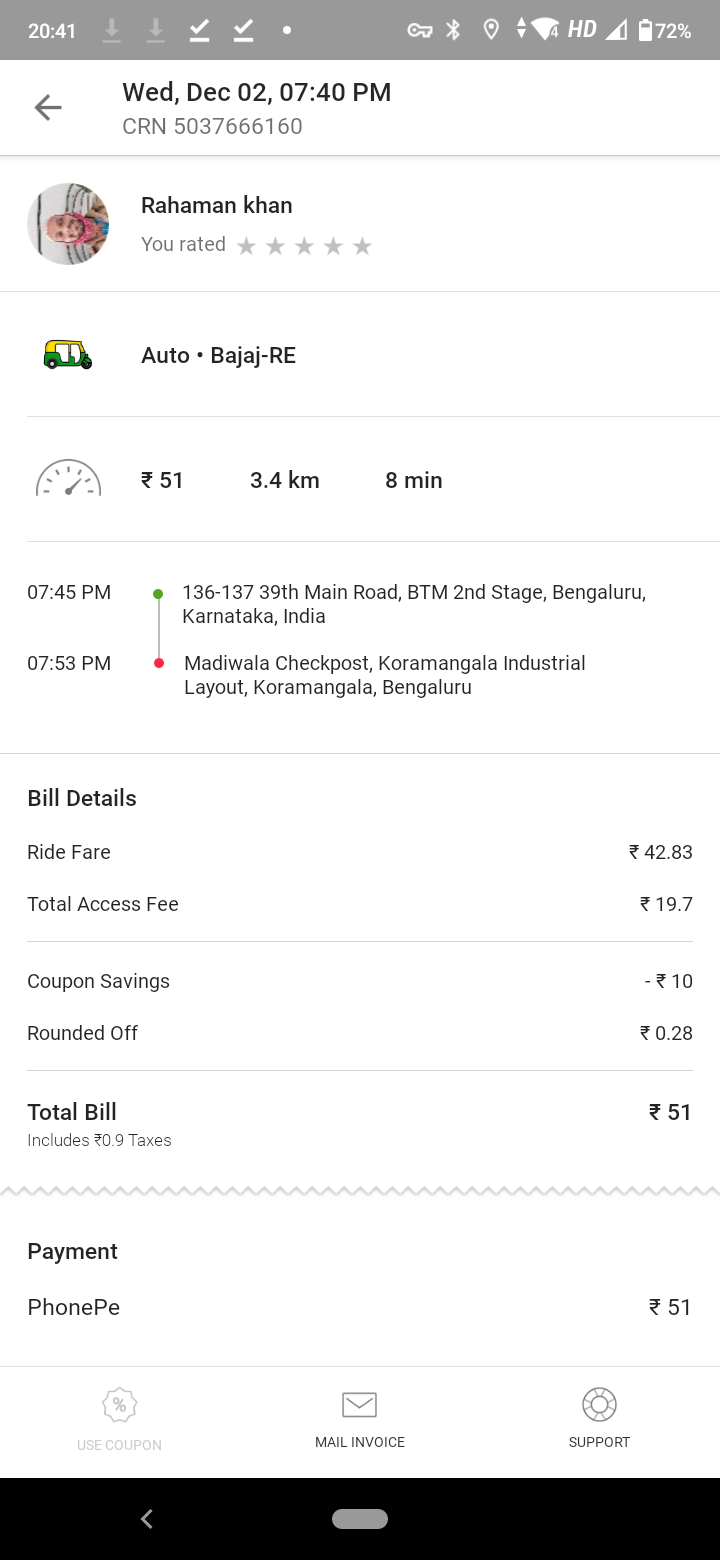 20:41
4 HD 72%
Wed, Dec 02, 07:40 PM
CRN 5037666160
Rahaman khan
You rated
Auto • Bajaj-RE
₹ 51 3.4 km 8 min
07:45 PM 136-137 39th Main Road, BTM 2nd Stage, Bengaluru,
Karnataka, India
07:53 PM Madiwala Checkpost, Koramangala Industrial
Layout, Koramangala, Bengaluru
Bill Details
Ride Fare ₹ 42.83
Total Access Fee ₹ 19.7
Coupon Savings - ₹ 10
Rounded Off ₹ 0.28
Total Bill ₹ 51
Includes ₹0.9 Taxes
Payment
PhonePe ₹ 51
%
USE COUPON MAIL INVOICE SUPPORT